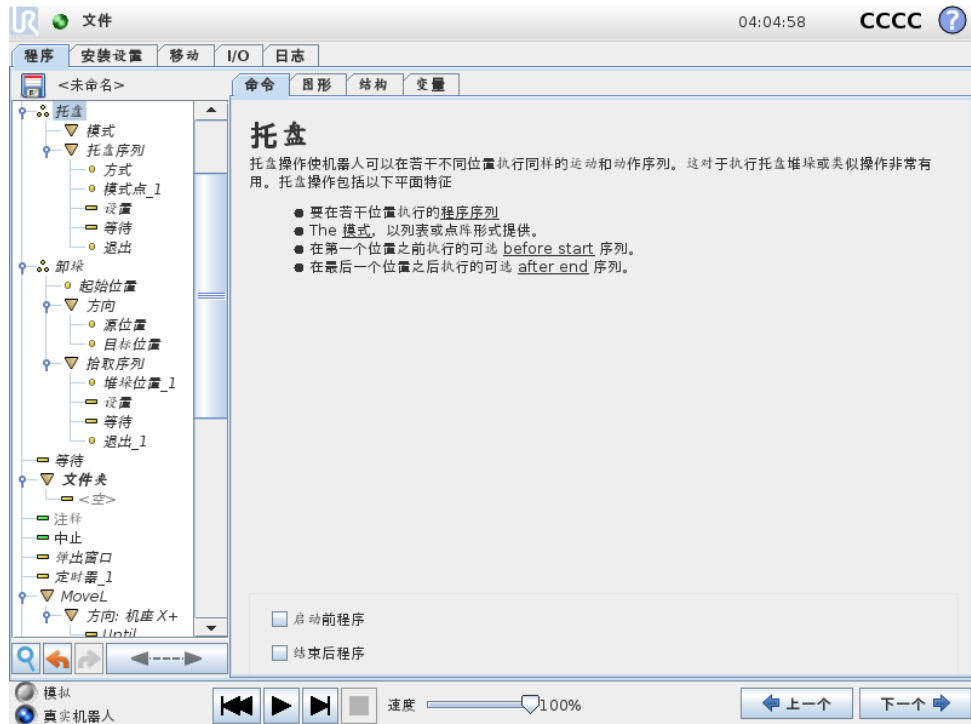 UR 文件 04:04:58 CCCC ?
程序 安装设置 移动 I/O 日志
<未命名>
托盘
模式
托盘序列
方式
模式点_1
设置
等待
退出
卸垛
起始位置
方向
源位置
目标位置
拾取序列
堆垛位置_1
设置
等待
退出_1
等待
文件夹
<空>
注释
中止
弹出窗口
定时器_1
MoveL
方向: 机座 X+
Until
命令 图形 结构 变量
托盘
托盘操作使机器人可以在若干不同位置执行同样的运动和动作序列。这对于执行托盘堆垛或类似操作非常有
用。托盘操作包括以下平面特征
要在若干位置执行的程序序列
The 模式, 以列表或点阵形式提供。
在第一个位置之前执行的可选 before start 序列。
在最后一个位置之后执行的可选 after end 序列。
启动前程序
结束后程序
模拟
真实机器人
速度 100%
上一个 下一个